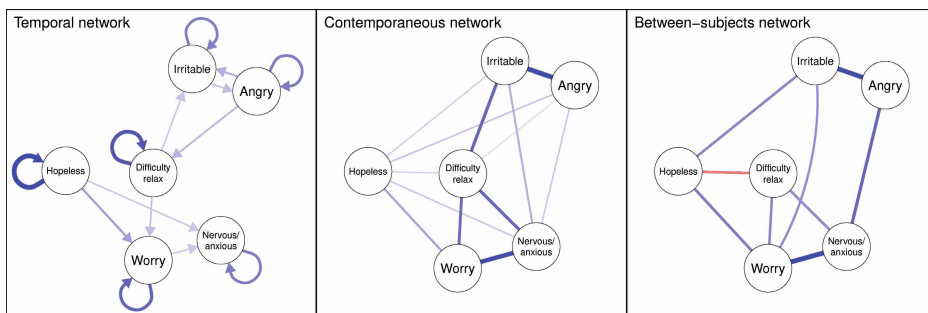 Temporal network
Irritable
Angry
Hopeless
Difficulty
relax
Nervous/
anxious
Worry
Contemporaneous network
Irritable
Angry
Hopeless
Difficulty
relax
Nervous/
anxious
Worry
Between−subjects network
Irritable
Angry
Hopeless
Difficulty
relax
Nervous/
anxious
Worry